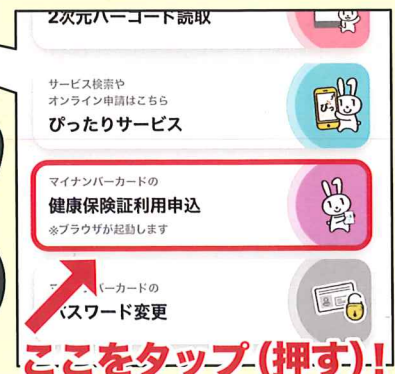 2次元バーコード読取
サービス検索や
オンライン申請はこちら
ぴったりサービス
マイナンバーカードの
健康保険証利用申込
※ブラウザが起動します
バーカードの
パスワード変更
ここをタップ(押す)!